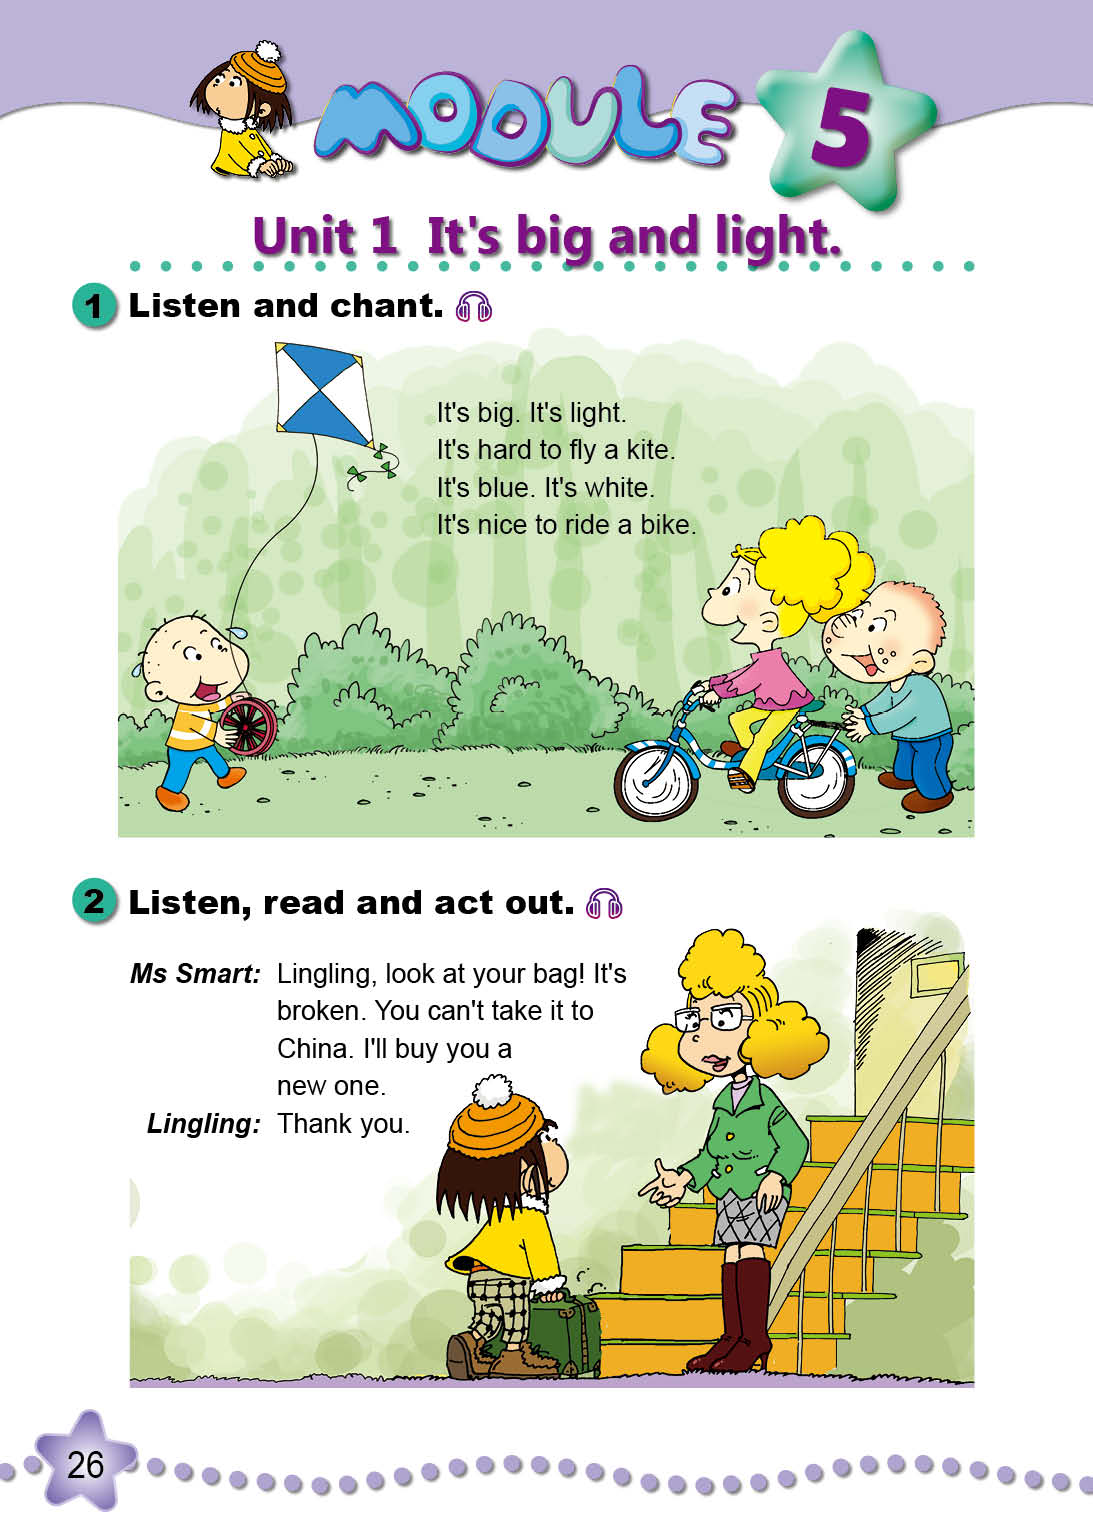 MODULE 5
Unit 1 It's big and light.
1 Listen and chant.
It's big. It's light.
It's hard to fly a kite.
It's blue. It's white.
It's nice to ride a bike.
2 Listen, read and act out.
Ms Smart: Lingling, look at your bag! It's
broken. You can't take it to
China. I'll buy you a
new one.
Lingling: Thank you.
26